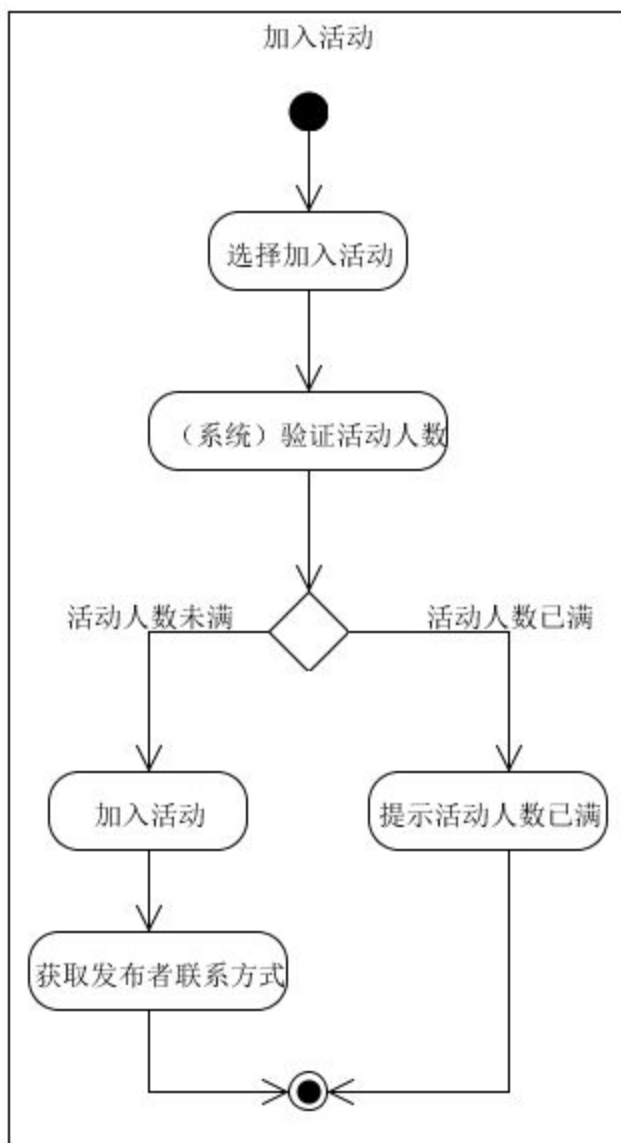 加入活动
选择加入活动
（系统）验证活动人数
活动人数未满
活动人数已满
加入活动
提示活动人数已满
获取发布者联系方式